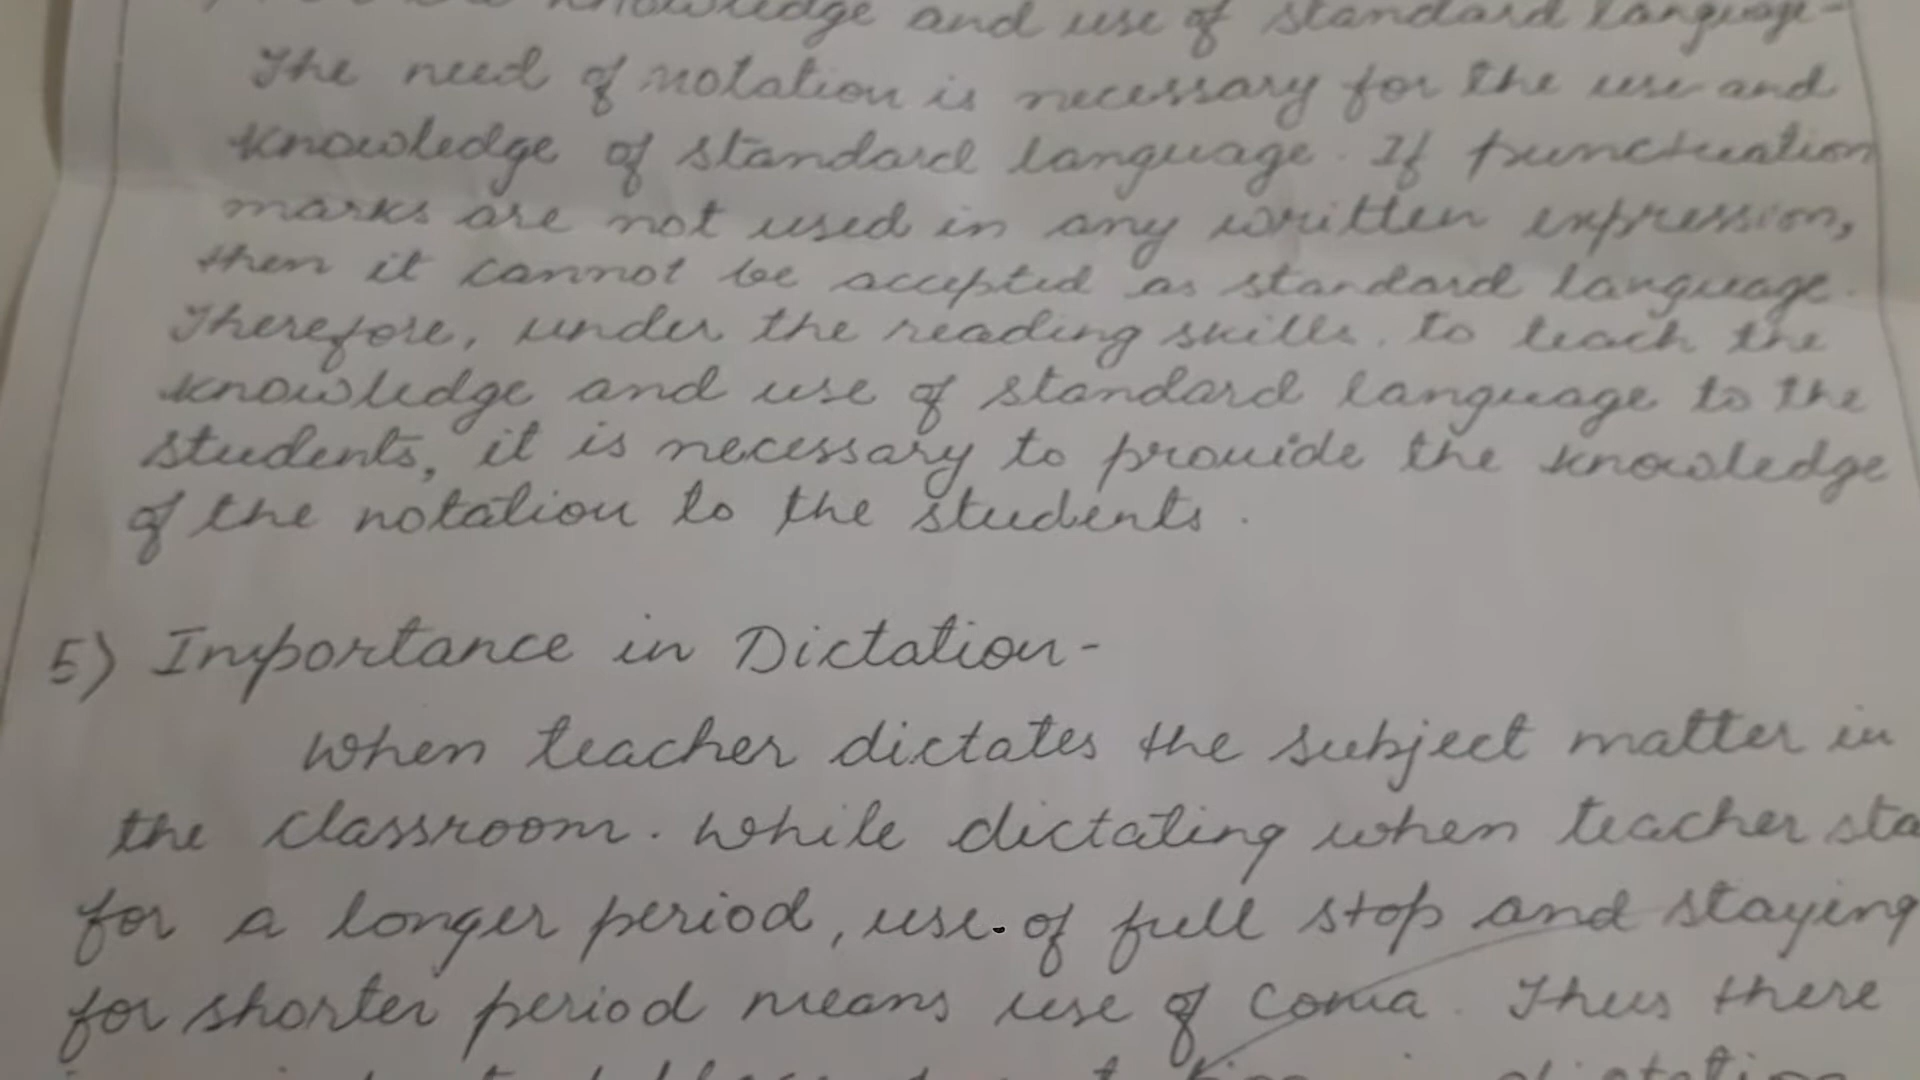 knowledge and use of standard language-
The need of notation is necessary for the use and
knowledge of standard language. If punctuation
marks are not used in any written expression,
then it cannot be accepted as standard language.
Therefore, under the reading skills, to teach the
knowledge and use of standard language to the
students, it is necessary to provide the knowledge
of the notation to the students.
5) Importance in Dictation-
When teacher dictates the subject matter in
the classroom. While dictating when teacher sta
for a longer period, use of full stop and staying
for shorter period means use of Coma. Thus there